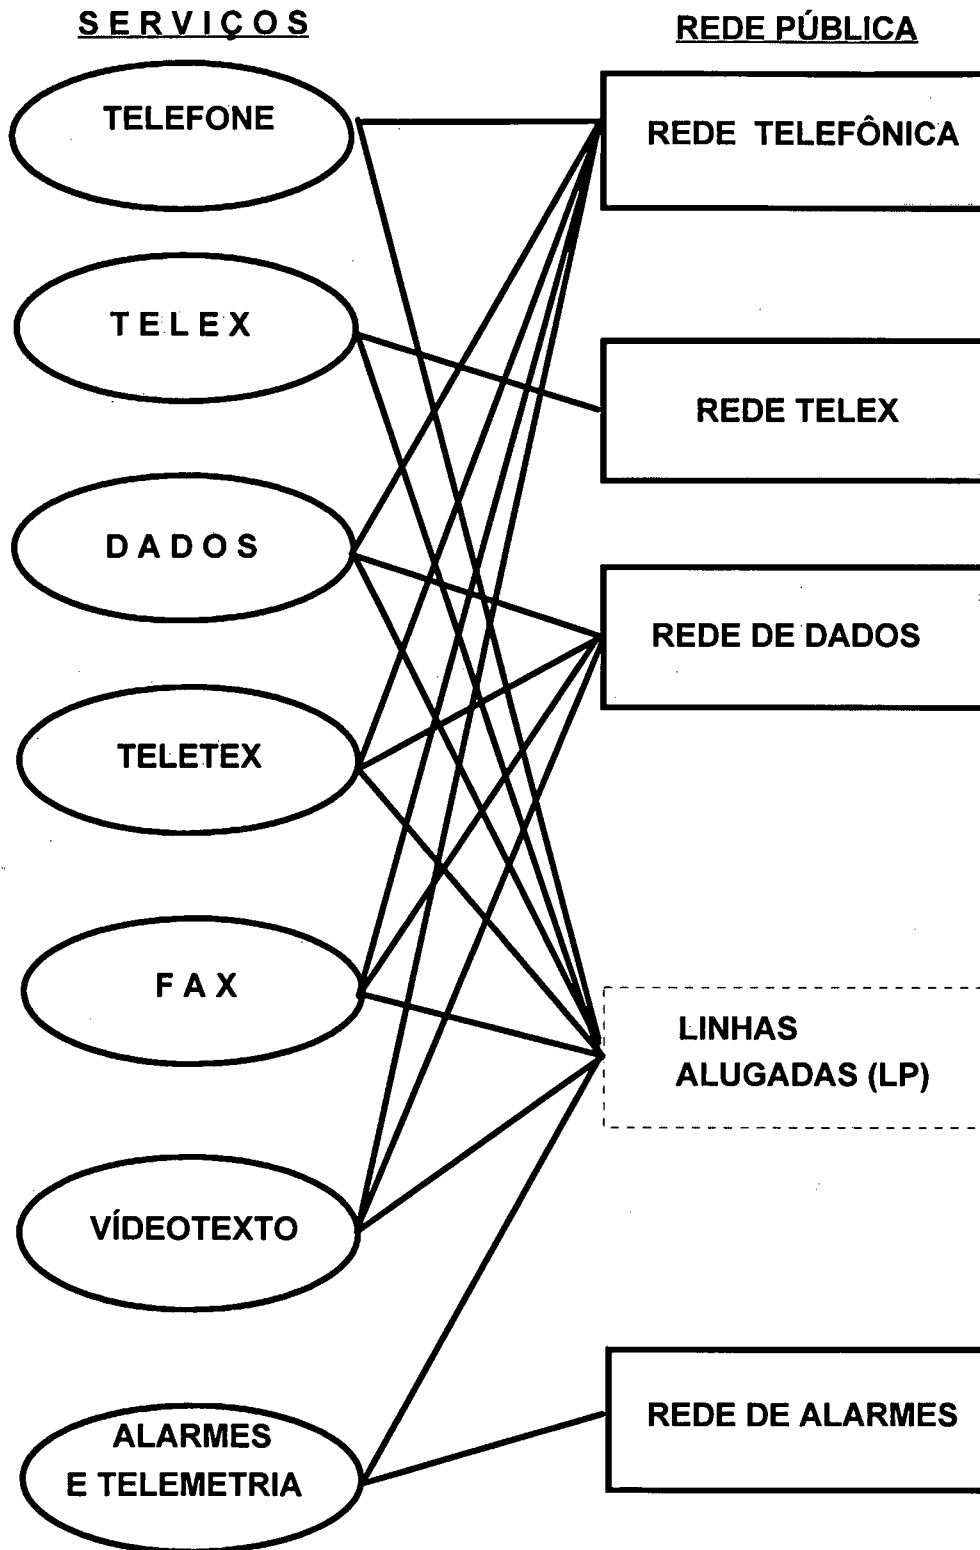 SERVIÇOS
TELEFONE
TELEX
DADOS
TELETEX
FAX
VÍDEOTEXTO
ALARMES
E TELEMETRIA
REDE PÚBLICA
REDE TELEFÔNICA
REDE TELEX
REDE DE DADOS
LINHAS
ALUGADAS (LP)
REDE DE ALARMES